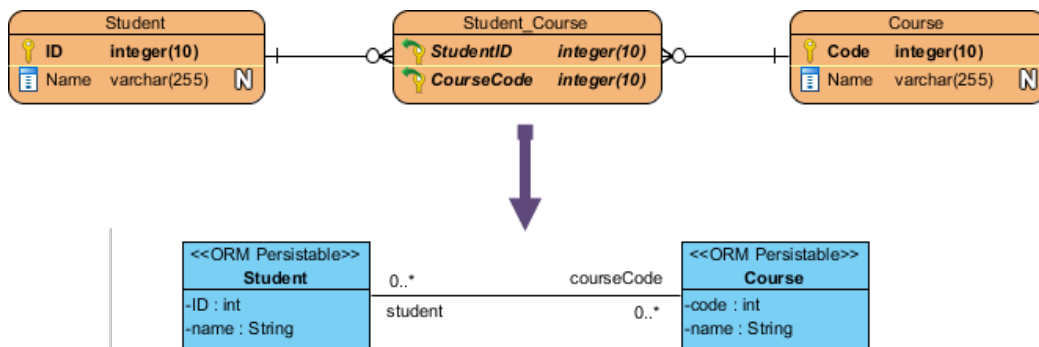 Student
ID integer(10)
Name varchar(255) N
Student_Course
StudentID integer(10)
CourseCode integer(10)
Course
Code integer(10)
Name varchar(255) N
<<ORM Persistable>>
Student
-ID : int
-name : String
0..*
student
courseCode
0..*
<<ORM Persistable>>
Course
-code : int
-name : String